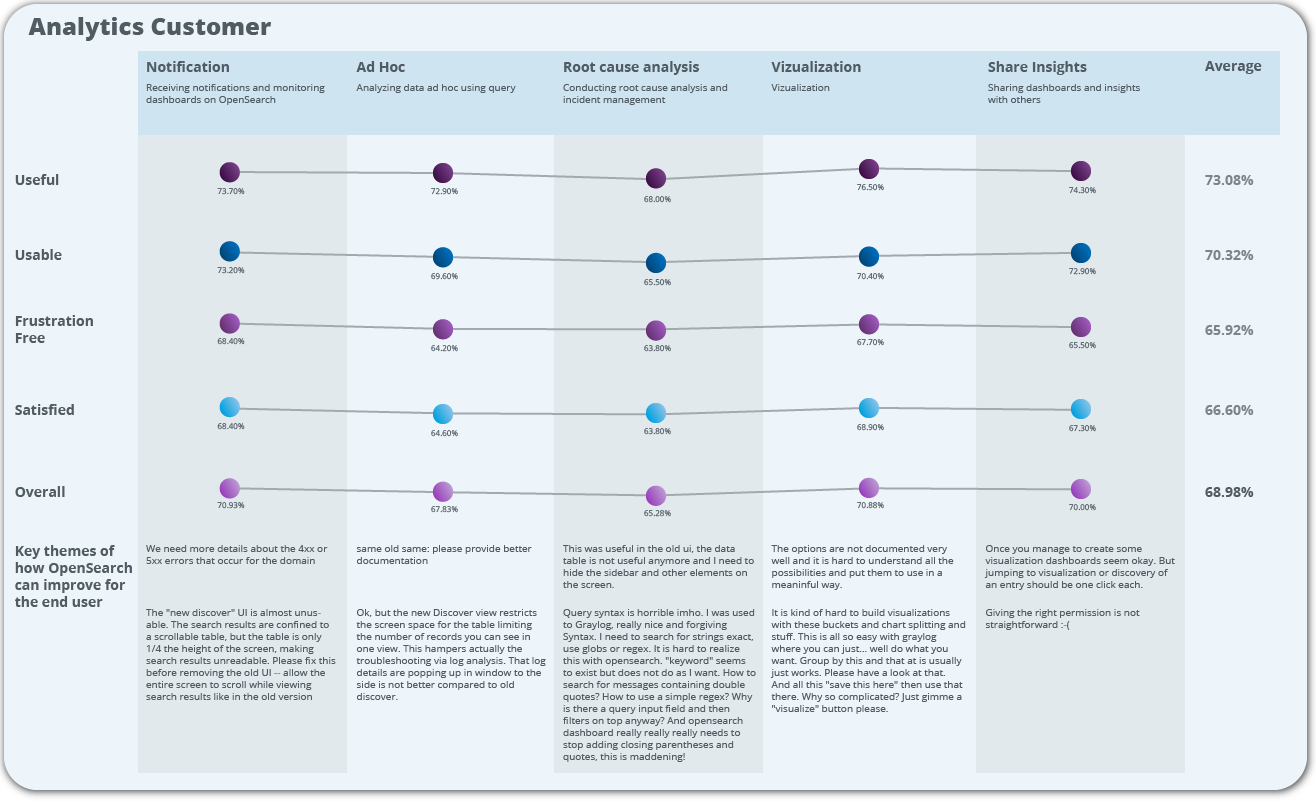 Analytics Customer
Notification
Receiving notifications and monitoring
dashboards on OpenSearch
Ad Hoc
Analyzing data ad hoc using query
Root cause analysis
Conducting root cause analysis and
incident management
Vizualization
Vizualization
Share Insights
Sharing dashboards and insights
with others
Average
Useful
73.70%
72.90%
68.00%
76.50%
74.30%
73.08%
Usable
73.20%
69.60%
65.50%
70.40%
72.90%
70.32%
Frustration
Free
68.40%
64.20%
63.80%
67.70%
65.50%
65.92%
Satisfied
68.40%
64.60%
63.80%
68.90%
67.30%
66.60%
Overall
70.93%
67.83%
65.28%
70.88%
70.00%
68.98%
Key themes of
how OpenSearch
can improve for
the end user
We need more details about the 4xx or
5xx errors that occur for the domain
The "new discover" UI is almost unus-
able. The search results are confined to
a scrollable table, but the table is only
1/4 the height of the screen, making
search results unreadable. Please fix this
before removing the old UI -- allow the
entire screen to scroll while viewing
search results like in the old version
same old same: please provide better
documentation
Ok, but the new Discover view restricts
the screen space for the table limiting
the number of records you can see in
one view. This hampers actually the
troubleshooting via log analysis. That log
details are popping up in window to the
side is not better compared to old
discover.
This was useful in the old ui, the data
table is not useful anymore and I need to
hide the sidebar and other elements on
the screen.
Query syntax is horrible imho. I was used
to Graylog, really nice and forgiving
Syntax. I need to search for strings exact,
use globs or regex. It is hard to realize
this with opensearch. "keyword" seems
to exist but does not do as I want. How to
search for messages containing double
quotes? How to use a simple regex? Why
is there a query input field and then
filters on top anyway? And opensearch
dashboard really really really needs to
stop adding closing parentheses and
quotes, this is maddening!
The options are not documented very
well and it is hard to understand all the
possibilities and put them to use in a
meaninful way.
It is kind of hard to build visualizations
with these buckets and chart splitting and
stuff. This is all so easy with graylog
where you can just... well do what you
want. Group by this and that at is usually
just works. Please have a look at that.
And all this "save this here" then use that
there. Why so complicated? Just gimme a
"visualize" button please.
Once you manage to create some
visualization dashboards seem okay. But
jumping to visualization or discovery of
an entry should be one click each.
Giving the right permission is not
straightforward :-(